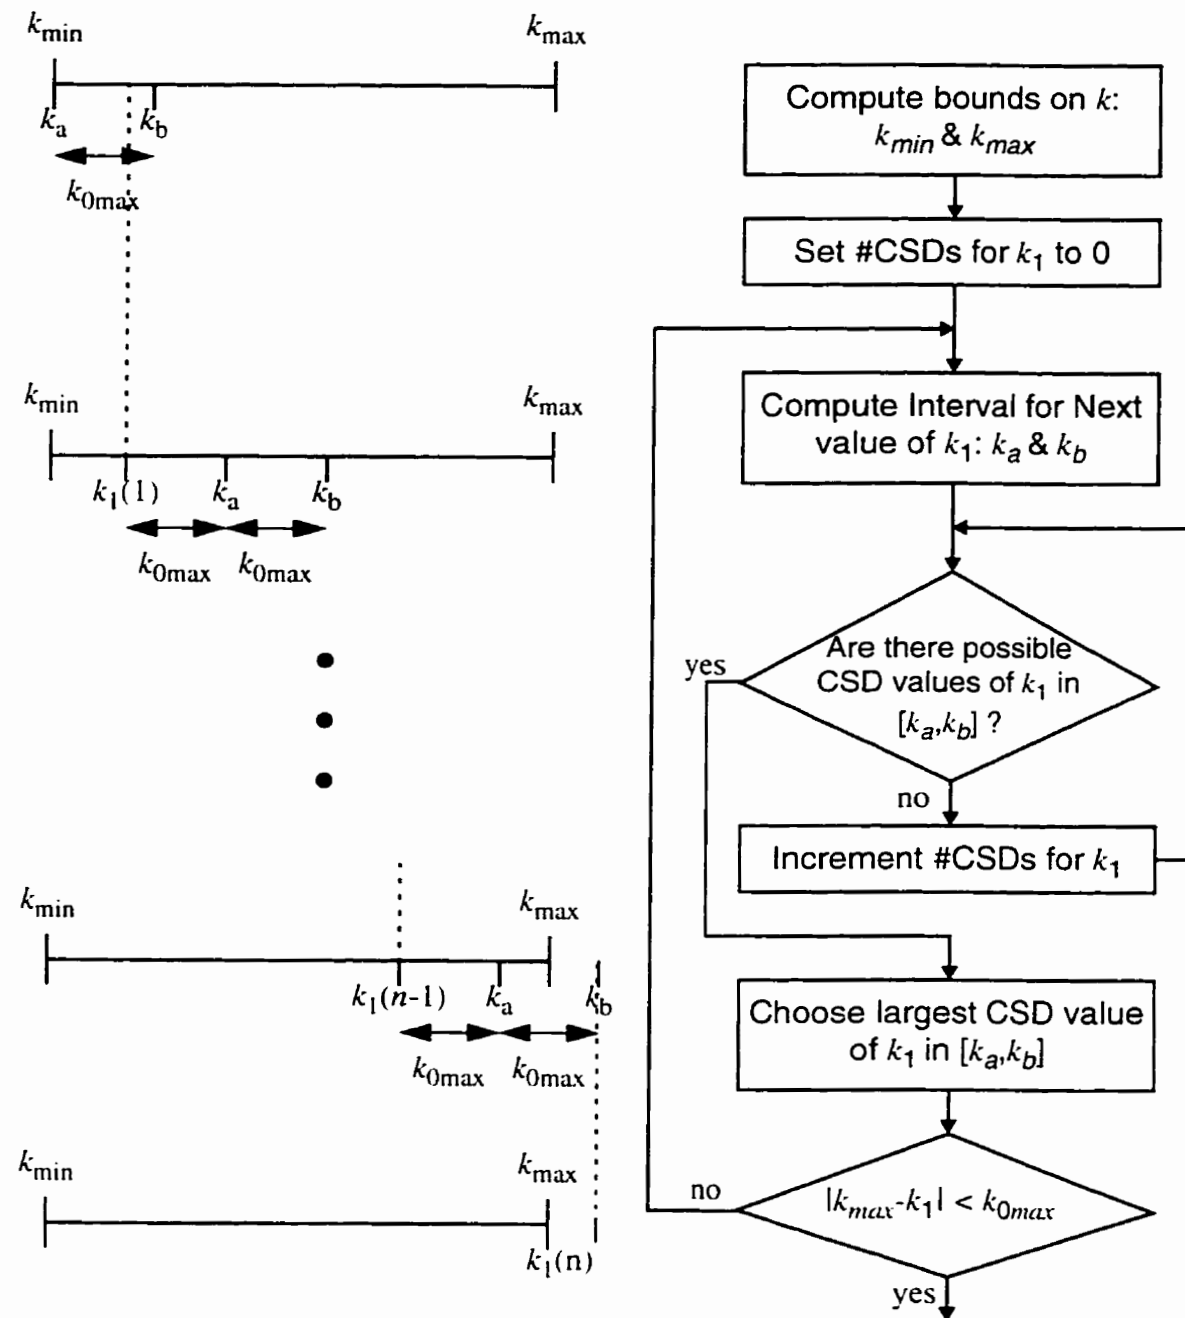 k_min
k_max
k_a
k_b
k_0max
k_min
k_max
k_1(1)
k_a
k_b
k_0max
k_0max
k_min
k_max
k_1(n-1)
k_a
k_b
k_0max
k_0max
k_min
k_max
k_1(n)
Compute bounds on k:
k_min & k_max
Set #CSDs for k_1 to 0
Compute Interval for Next
value of k_1: k_a & k_b
Are there possible
CSD values of k_1 in
[k_a,k_b] ?
yes
no
Increment #CSDs for k_1
Choose largest CSD value
of k_1 in [k_a,k_b]
|k_max-k_1| < k_0max
no
yes